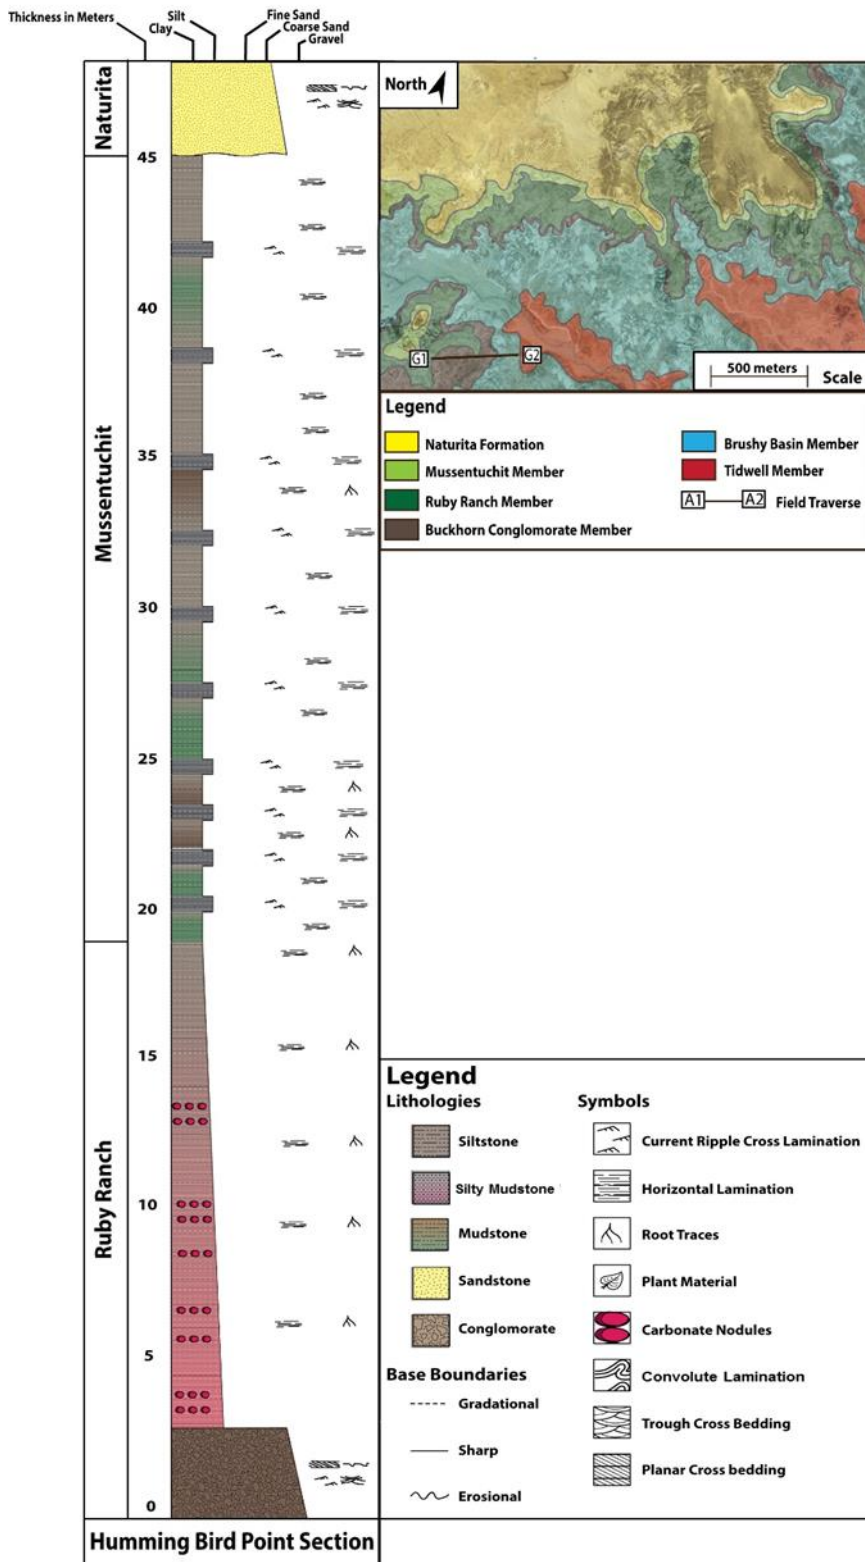 Thickness in Meters
Clay
Silt
Fine Sand
Coarse Sand
Gravel
Naturita
45
Mussentuchit
40
35
30
25
20
Ruby Ranch
15
10
5
0
Humming Bird Point Section
North
G1
G2
500 meters
Scale
Legend
Naturita Formation
Mussentuchit Member
Ruby Ranch Member
Buckhorn Conglomorate Member
Brushy Basin Member
Tidwell Member
A1
A2
Field Traverse
Legend
Lithologies
Siltstone
Silty Mudstone
Mudstone
Sandstone
Conglomorate
Base Boundaries
Gradational
Sharp
Erosional
Symbols
Current Ripple Cross Lamination
Horizontal Lamination
Root Traces
Plant Material
Carbonate Nodules
Convolute Lamination
Trough Cross Bedding
Planar Cross bedding